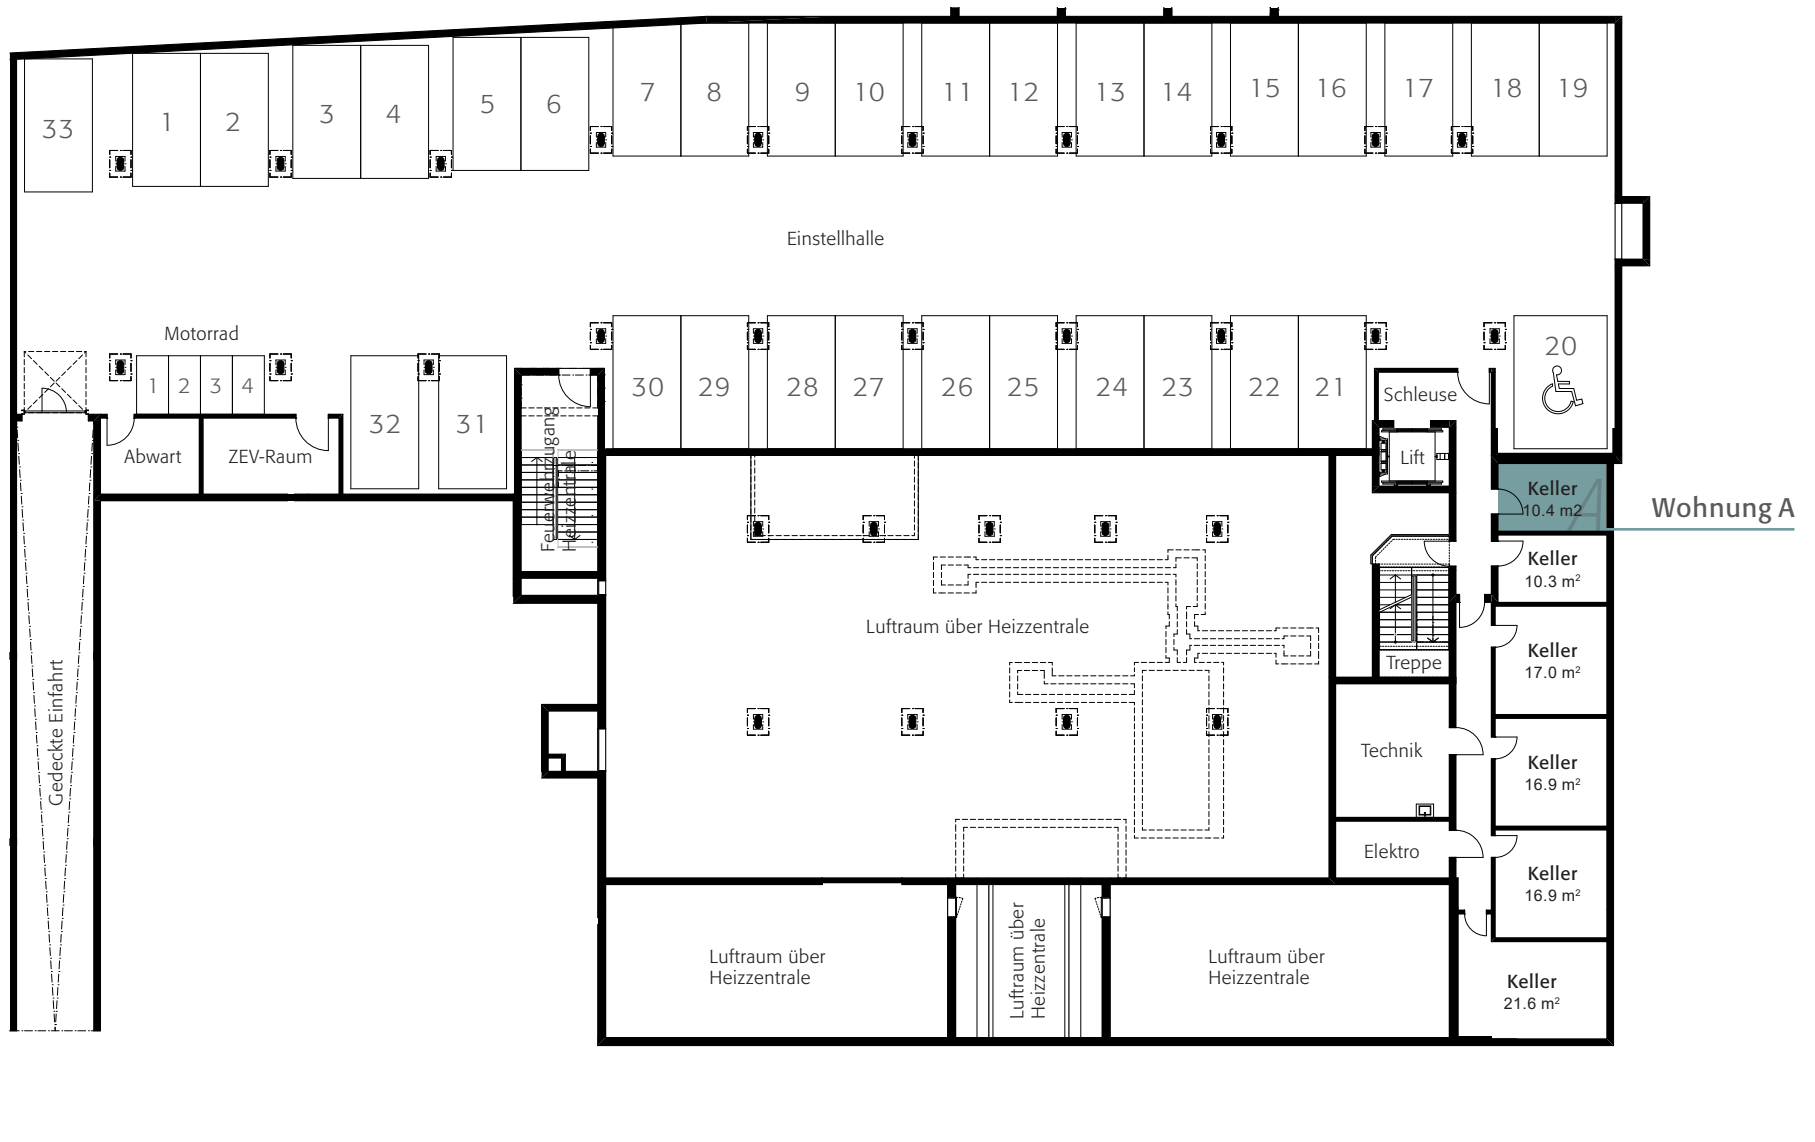 33
1
2
3
4
5
6
7
8
9
10
11
12
13
14
15
16
17
18
19
Einstellhalle
Motorrad
1
2
3
4
32
31
30
29
28
27
26
25
24
23
22
21
20
Abwart
ZEV-Raum
Feuerwehrzugang
Heizzentrale
Schleuse
Lift
Keller
10.4 m2
A
Wohnung A
Keller
10.3 m²
Luftraum über Heizzentrale
Treppe
Keller
17.0 m²
Gedeckte Einfahrt
Technik
Keller
16.9 m²
Elektro
Keller
16.9 m²
Luftraum über
Heizzentrale
Luftraum über
Heizzentrale
Luftraum über
Heizzentrale
Keller
21.6 m²